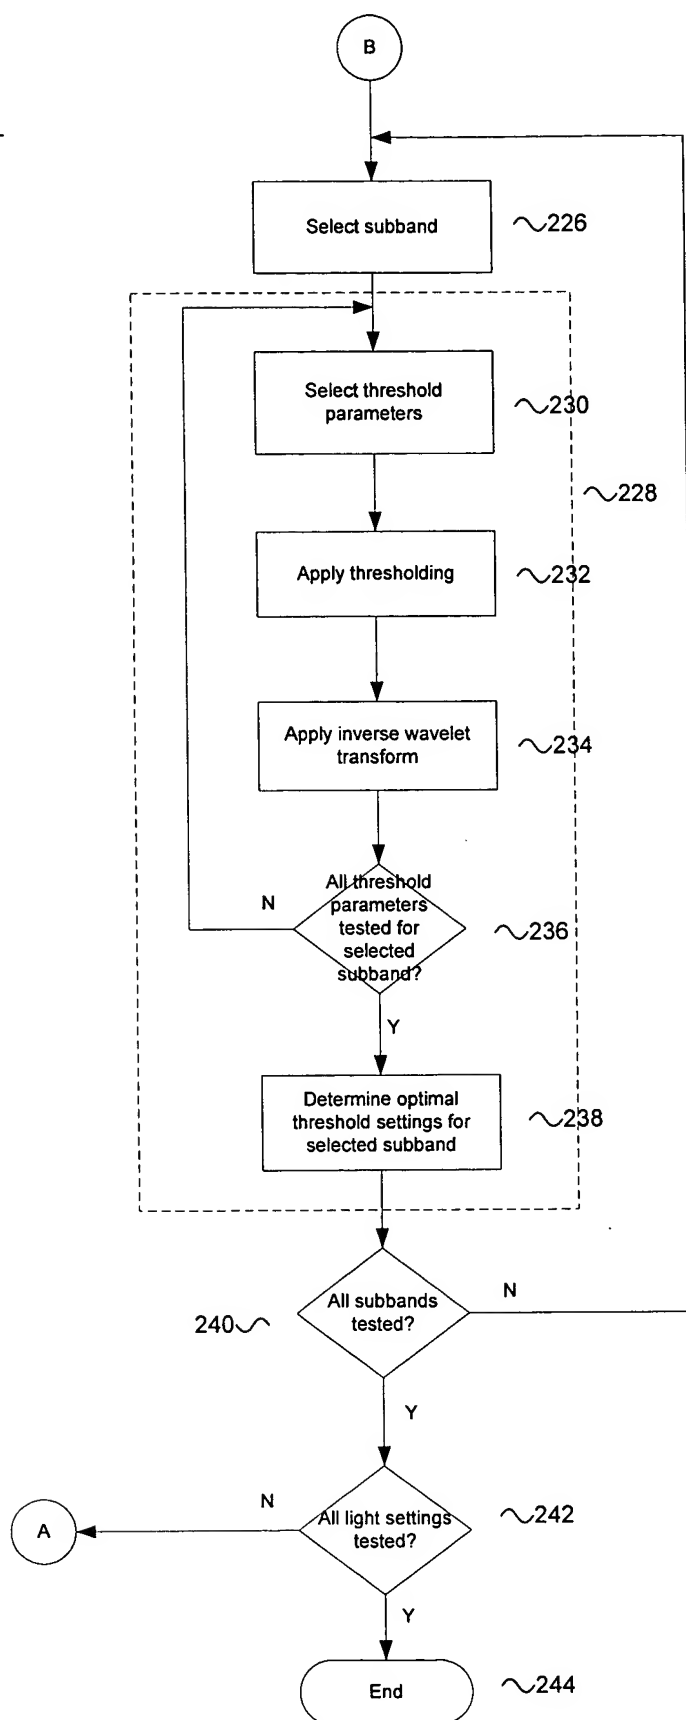 B
Select subband
226
Select threshold
parameters
230
228
Apply thresholding
232
Apply inverse wavelet
transform
234
All threshold
parameters
tested for
selected
subband?
N
236
Y
Determine optimal
threshold settings for
selected subband
238
All subbands
tested?
N
240
Y
All light settings
tested?
N
242
A
Y
End
244